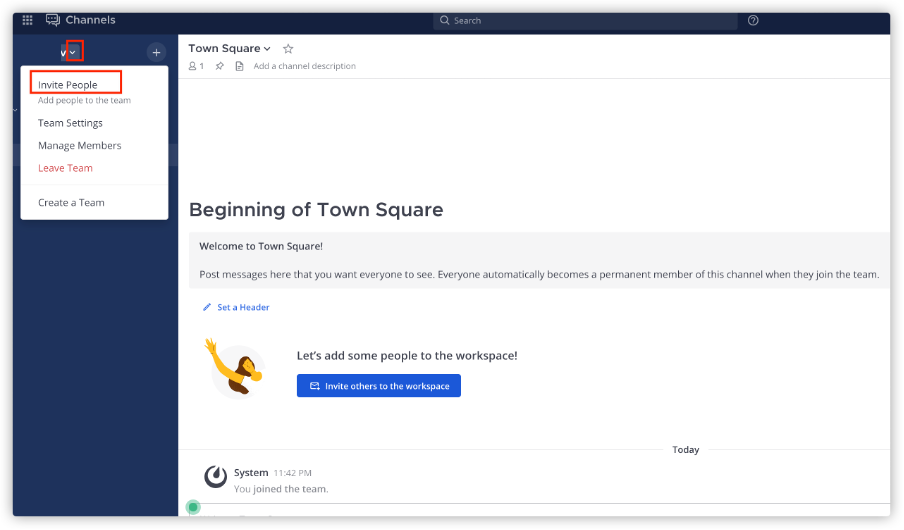 Channels
Search
Town Square
1
Add a channel description
Invite People
Add people to the team
Team Settings
Manage Members
Leave Team
Create a Team
Beginning of Town Square
Welcome to Town Square!
Post messages here that you want everyone to see. Everyone automatically becomes a permanent member of this channel when they join the team.
Set a Header
Let's add some people to the workspace!
Invite others to the workspace
Today
System 11:42 PM
You joined the team.